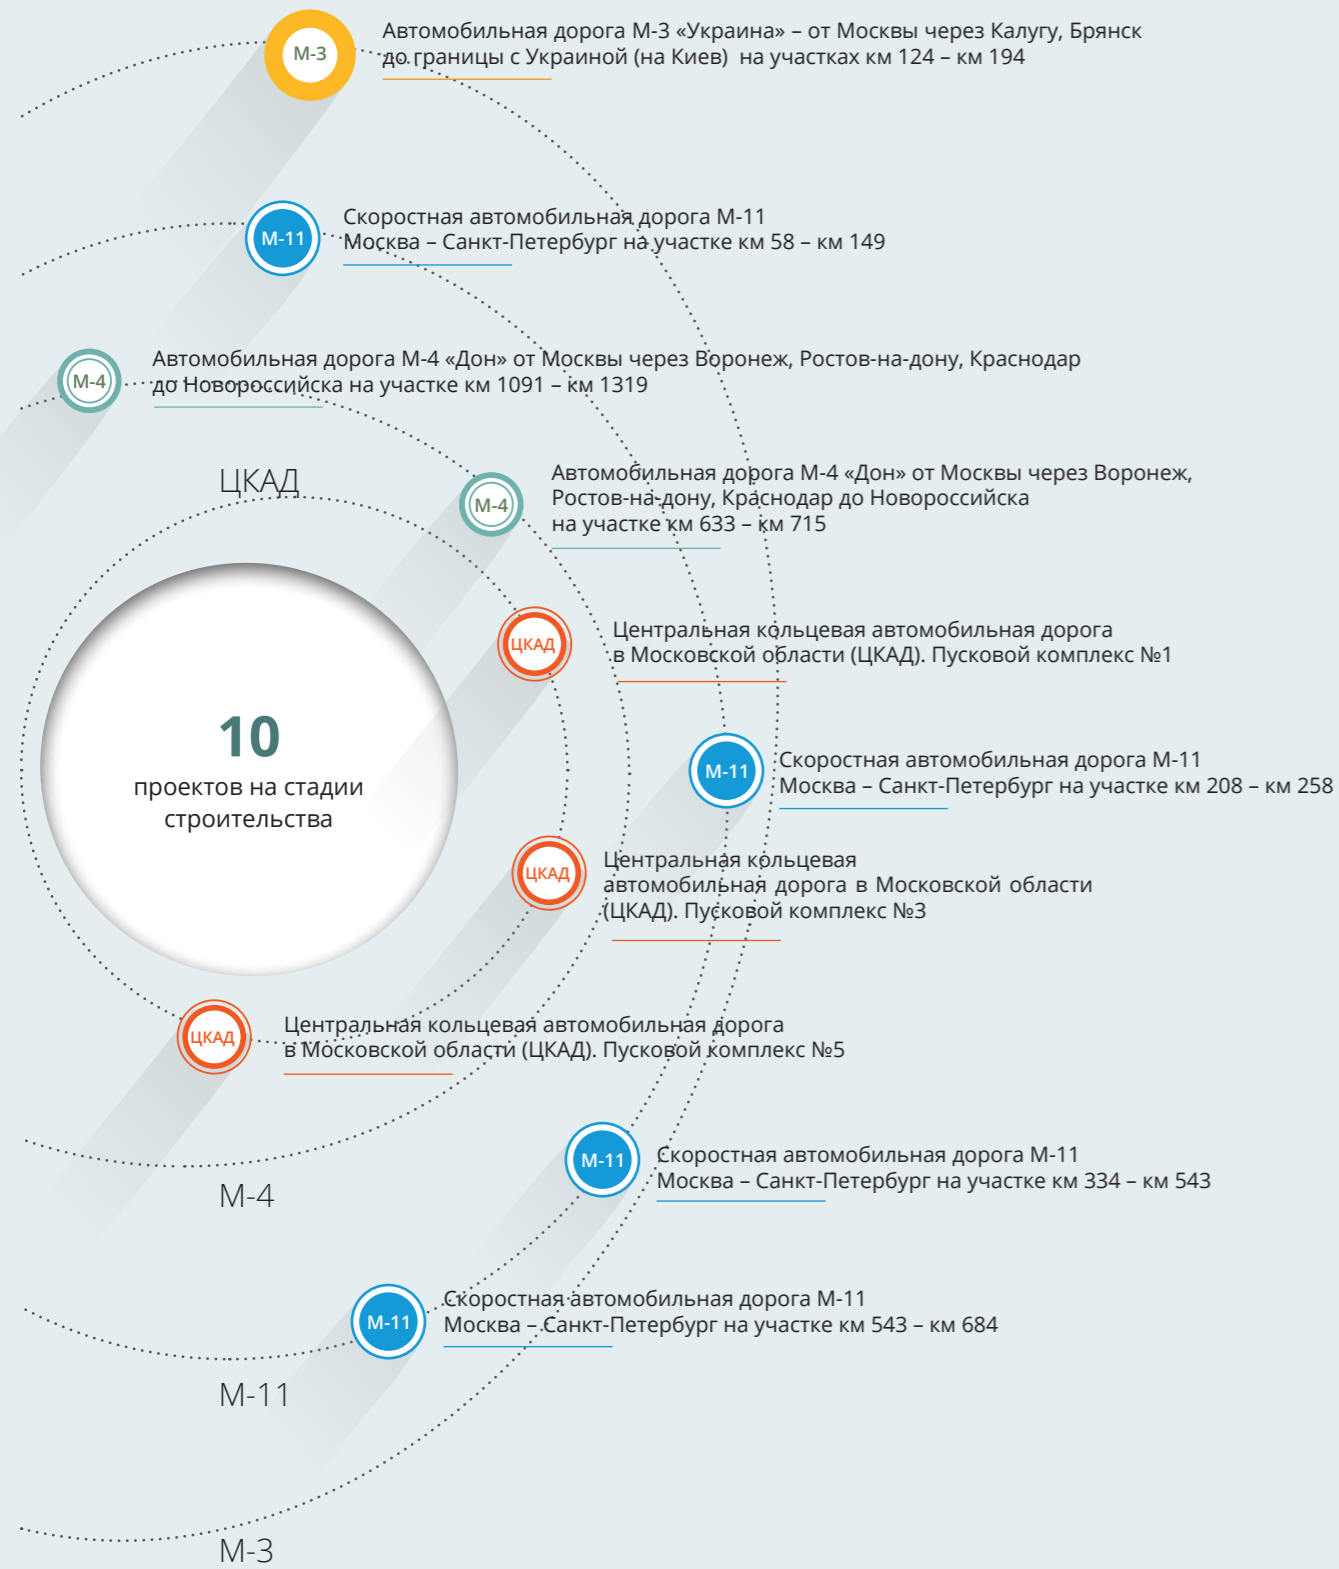 М-3
Автомобильная дорога М-3 «Украина» – от Москвы через Калугу, Брянск
до границы с Украиной (на Киев) на участках км 124 – км 194
М-11
Скоростная автомобильная дорога М-11
Москва – Санкт-Петербург на участке км 58 – км 149
М-4
Автомобильная дорога М-4 «Дон» от Москвы через Воронеж, Ростов-на-дону, Краснодар
до Новороссийска на участке км 1091 – км 1319
ЦКАД
М-4
Автомобильная дорога М-4 «Дон» от Москвы через Воронеж,
Ростов-на-дону, Краснодар до Новороссийска
на участке км 633 – км 715
ЦКАД
Центральная кольцевая автомобильная дорога
в Московской области (ЦКАД). Пусковой комплекс №1
10
проектов на стадии
строительства
М-11
Скоростная автомобильная дорога М-11
Москва – Санкт-Петербург на участке км 208 – км 258
ЦКАД
Центральная кольцевая
автомобильная дорога в Московской области
(ЦКАД). Пусковой комплекс №3
ЦКАД
Центральная кольцевая автомобильная дорога
в Московской области (ЦКАД). Пусковой комплекс №5
М-11
Скоростная автомобильная дорога М-11
Москва – Санкт-Петербург на участке км 334 – км 543
М-4
М-11
Скоростная автомобильная дорога М-11
Москва – Санкт-Петербург на участке км 543 – км 684
М-11
М-3